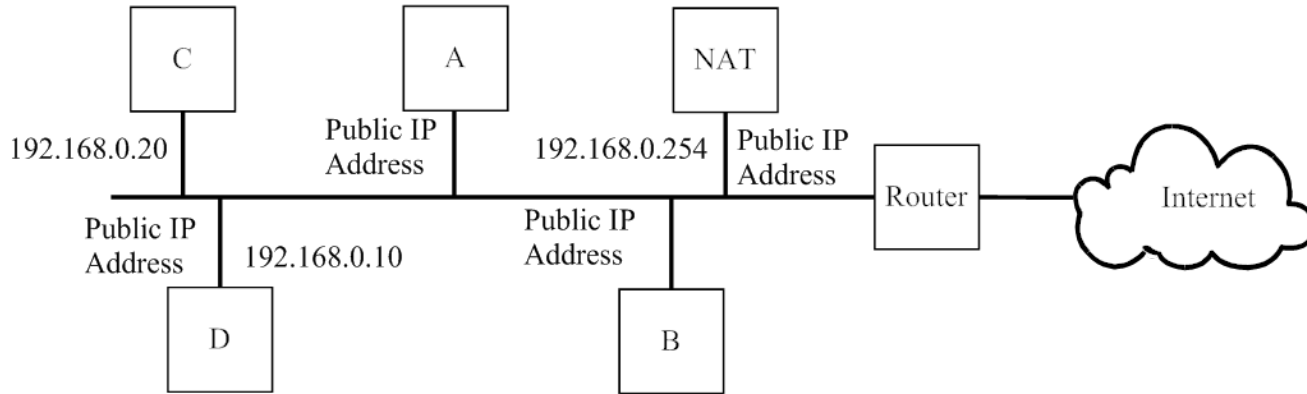 C
A
NAT
192.168.0.20
Public IP
Address
192.168.0.254
Public IP
Address
Router
Internet
Public IP
Address
192.168.0.10
Public IP
Address
D
B